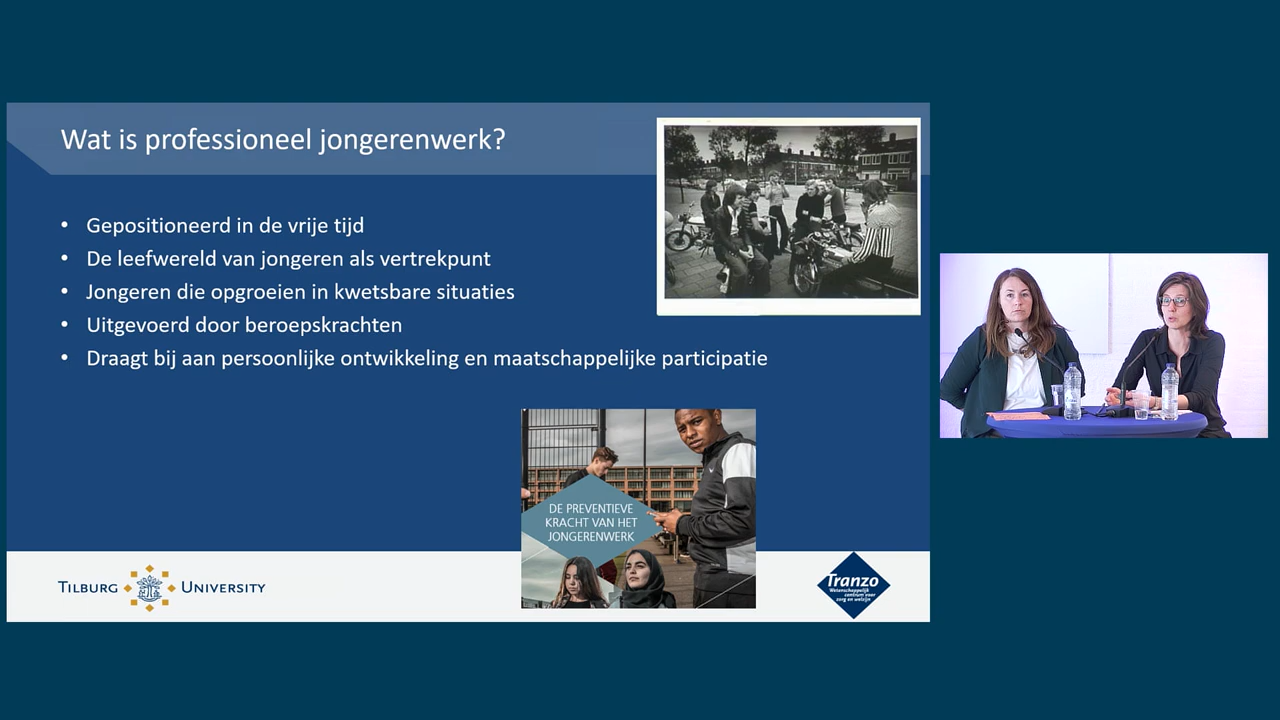 Wat is professioneel jongerenwerk?
• Gepositioneerd in de vrije tijd
• De leefwereld van jongeren als vertrekpunt
• Jongeren die opgroeien in kwetsbare situaties
• Uitgevoerd door beroepskrachten
• Draagt bij aan persoonlijke ontwikkeling en maatschappelijke participatie
DE PREVENTIEVE
KRACHT VAN HET
JONGERENWERK
TILBURG UNIVERSITY
Tranzo
Wetenschappelijk
centrum voor
zorg en welzijn